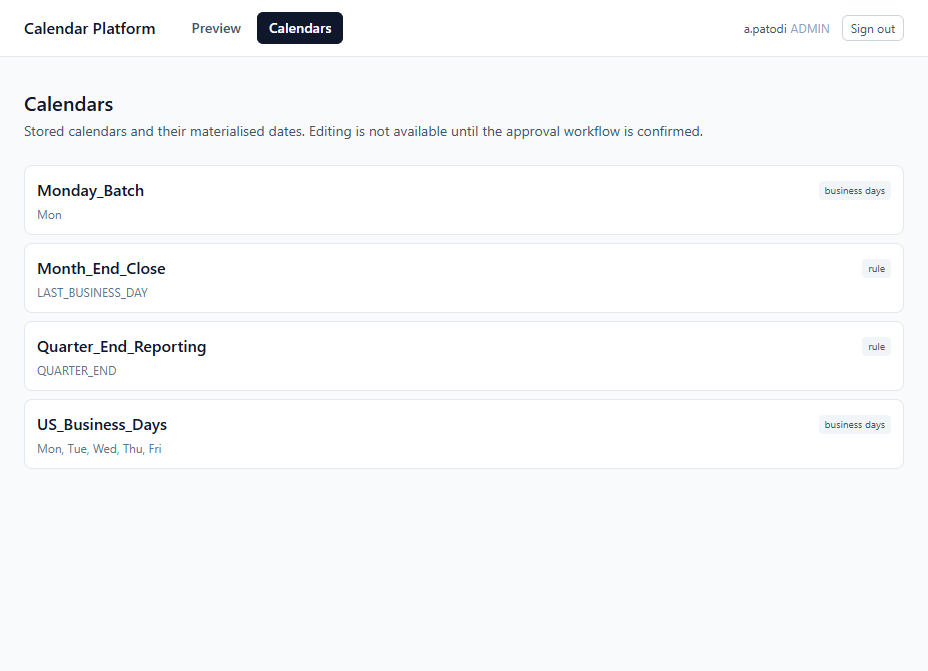 Calendar Platform Preview Calendars a.patodi ADMIN Sign out
Calendars
Stored calendars and their materialised dates. Editing is not available until the approval workflow is confirmed.
Monday_Batch business days
Mon
Month_End_Close rule
LAST_BUSINESS_DAY
Quarter_End_Reporting rule
QUARTER_END
US_Business_Days business days
Mon, Tue, Wed, Thu, Fri